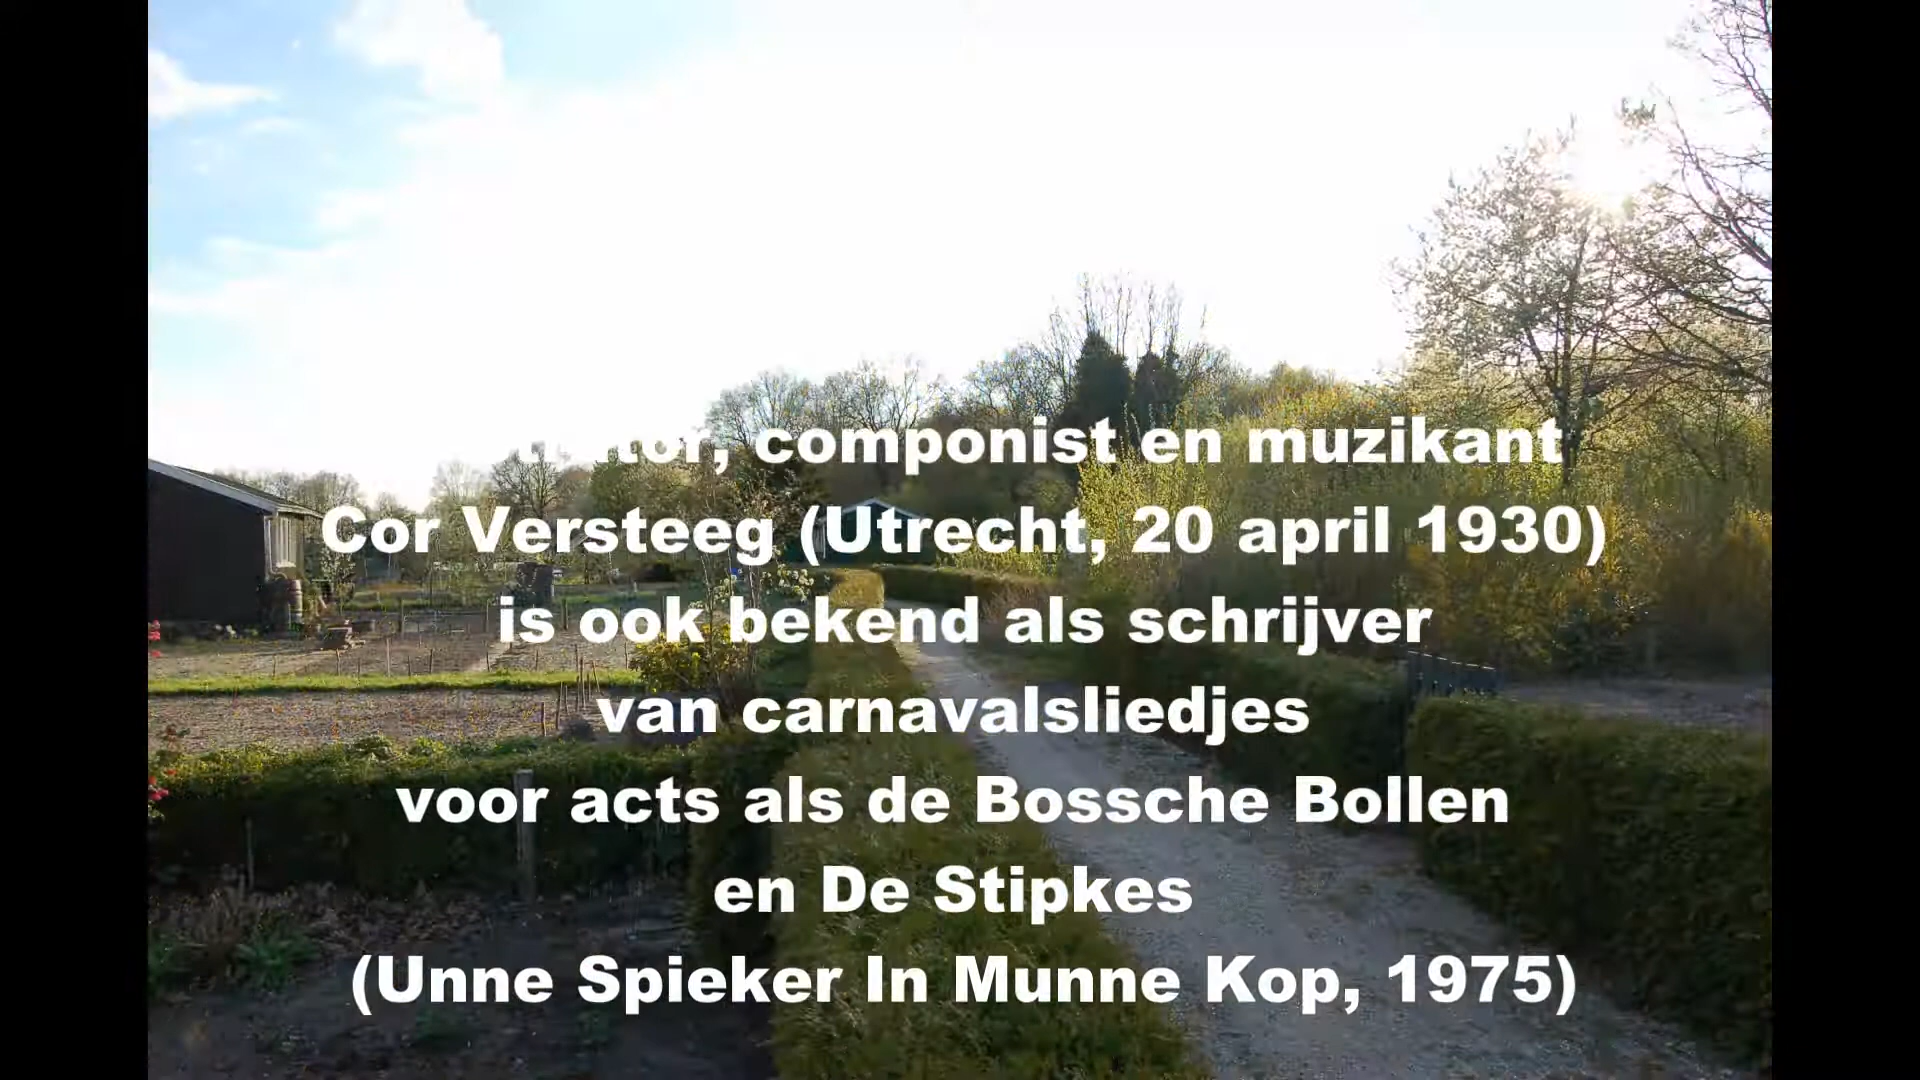 componist en muzikant
Cor Versteeg (Utrecht, 20 april 1930)
is ook bekend als schrijver
van carnavalsliedjes
voor acts als de Bossche Bollen
en De Stipkes
(Unne Spieker In Munne Kop, 1975)